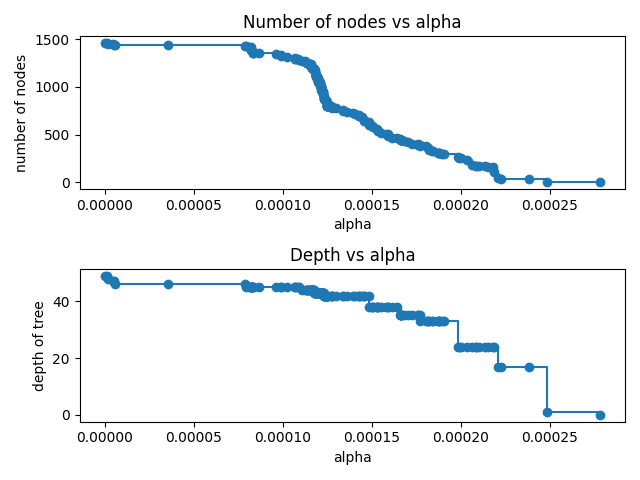 Number of nodes vs alpha
number of nodes
1500
1000
500
0
0.00000 0.00005 0.00010 0.00015 0.00020 0.00025
alpha
Depth vs alpha
depth of tree
40
20
0
0.00000 0.00005 0.00010 0.00015 0.00020 0.00025
alpha